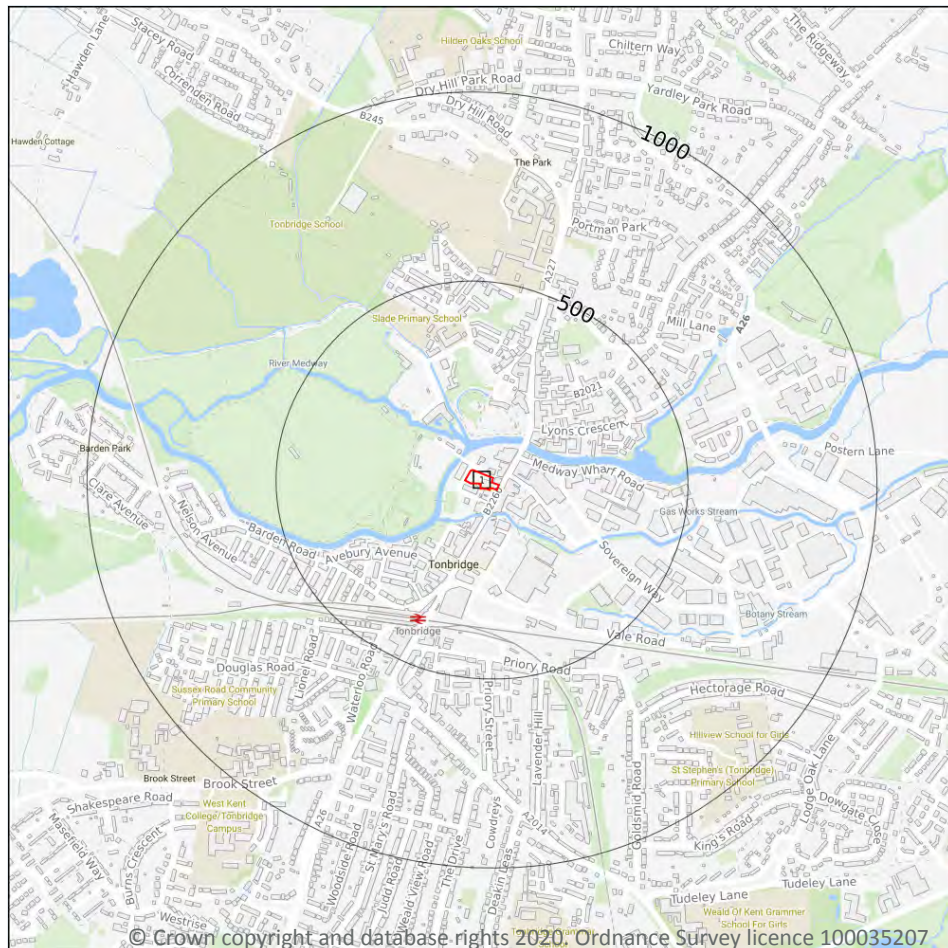 Hawden Lane
Stacey Road
Correnden Road
Hilden Oaks School
Chiltern Way
The Ridgeway
Dry Hill Park Road
Dry Hill Road
Yardley Park Road
B245
1000
Hawden Cottage
The Park
Tonbridge School
Portman Park
A227
500
Slade Primary School
Mill Lane
A26
River Medway
B2021
Lyons Crescent
Barden Park
Medway Wharf Road
Postern Lane
1
Clare Avenue
Nelson Avenue
B2260
Gas Works Stream
Barden Road
Avebury Avenue
Sovereign Way
Tonbridge
Botany Stream
Tonbridge
Vale Road
Douglas Road
Lionel Road
Waterloo Road
Priory Road
Sussex Road Community
Primary School
Priory Street
Lavender Hill
Hectorage Road
Hillview School for Girls
Brook Street
Brook Street
St Stephen's (Tonbridge)
Primary School
Goldsmid Road
Lodge Oak Lane
Shakespeare Road
West Kent
College/Tonbridge
Campus
A26
Woodside Road
St Mary's Road
Cowdreys
A2014
King's Road
Dowgate Close
Masefield Way
Burns Crescent
Judd Road
Weald View Road
The Drive
Deakin Leas
Tudeley Lane
Tudeley Lane
Westrise
Weald Of Kent Grammer
School For Girls
© Crown copyright and database rights 2020. Ordnance Survey licence 100035207